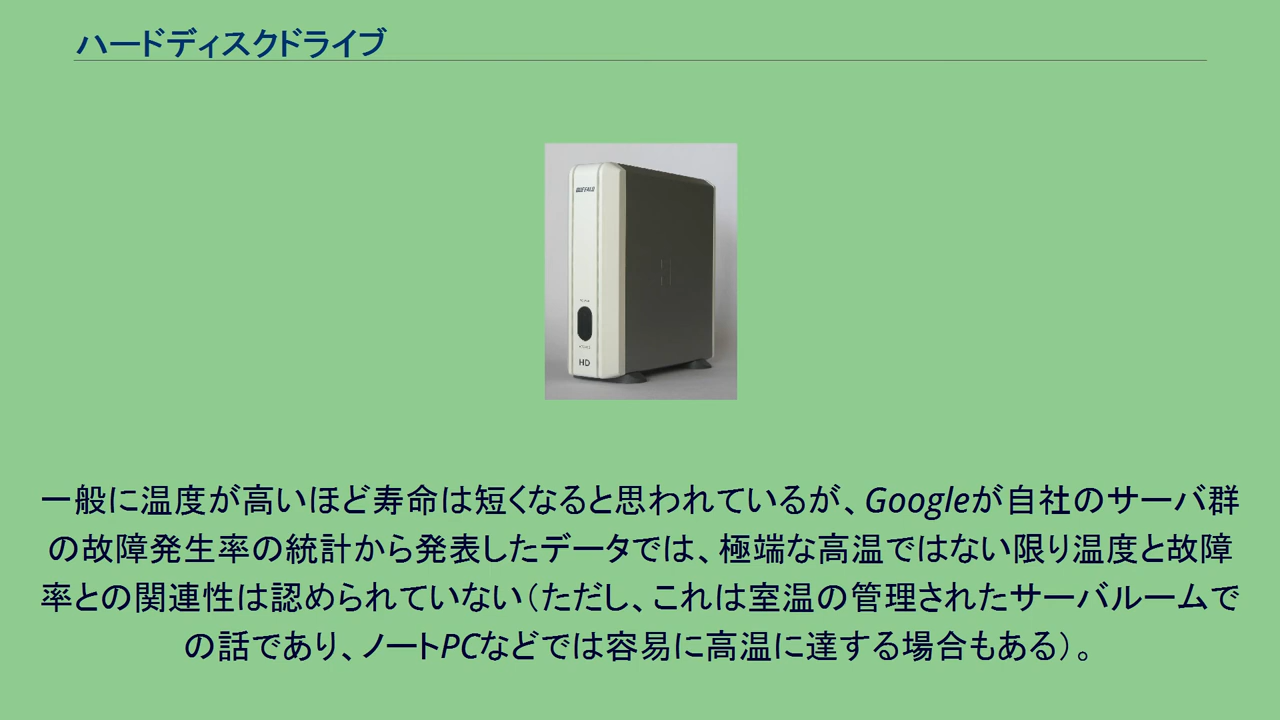 ハードディスクドライブ
BUFFALO
HD
一般に温度が高いほど寿命は短くなると思われているが、Googleが自社のサーバ群
の故障発生率の統計から発表したデータでは、極端な高温ではない限り温度と故障
率との関連性は認められていない（ただし、これは室温の管理されたサーバルームで
の話であり、ノートPCなどでは容易に高温に達する場合もある）。